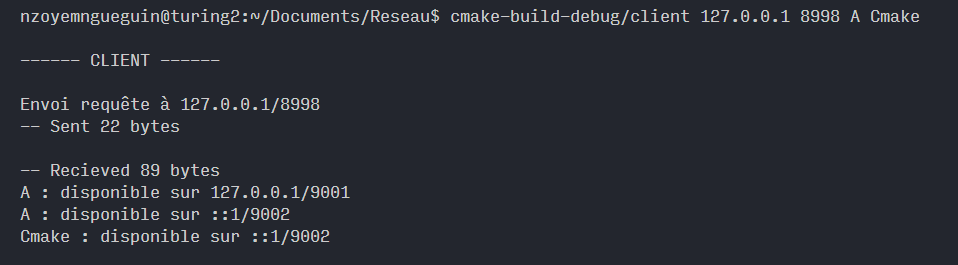 nzoyemngueguin@turing2:~/Documents/Reseau$ cmake-build-debug/client 127.0.0.1 8998 A Cmake
------ CLIENT ------
Envoi requête à 127.0.0.1/8998
-- Sent 22 bytes
-- Recieved 89 bytes
A : disponible sur 127.0.0.1/9001
A : disponible sur ::1/9002
Cmake : disponible sur ::1/9002